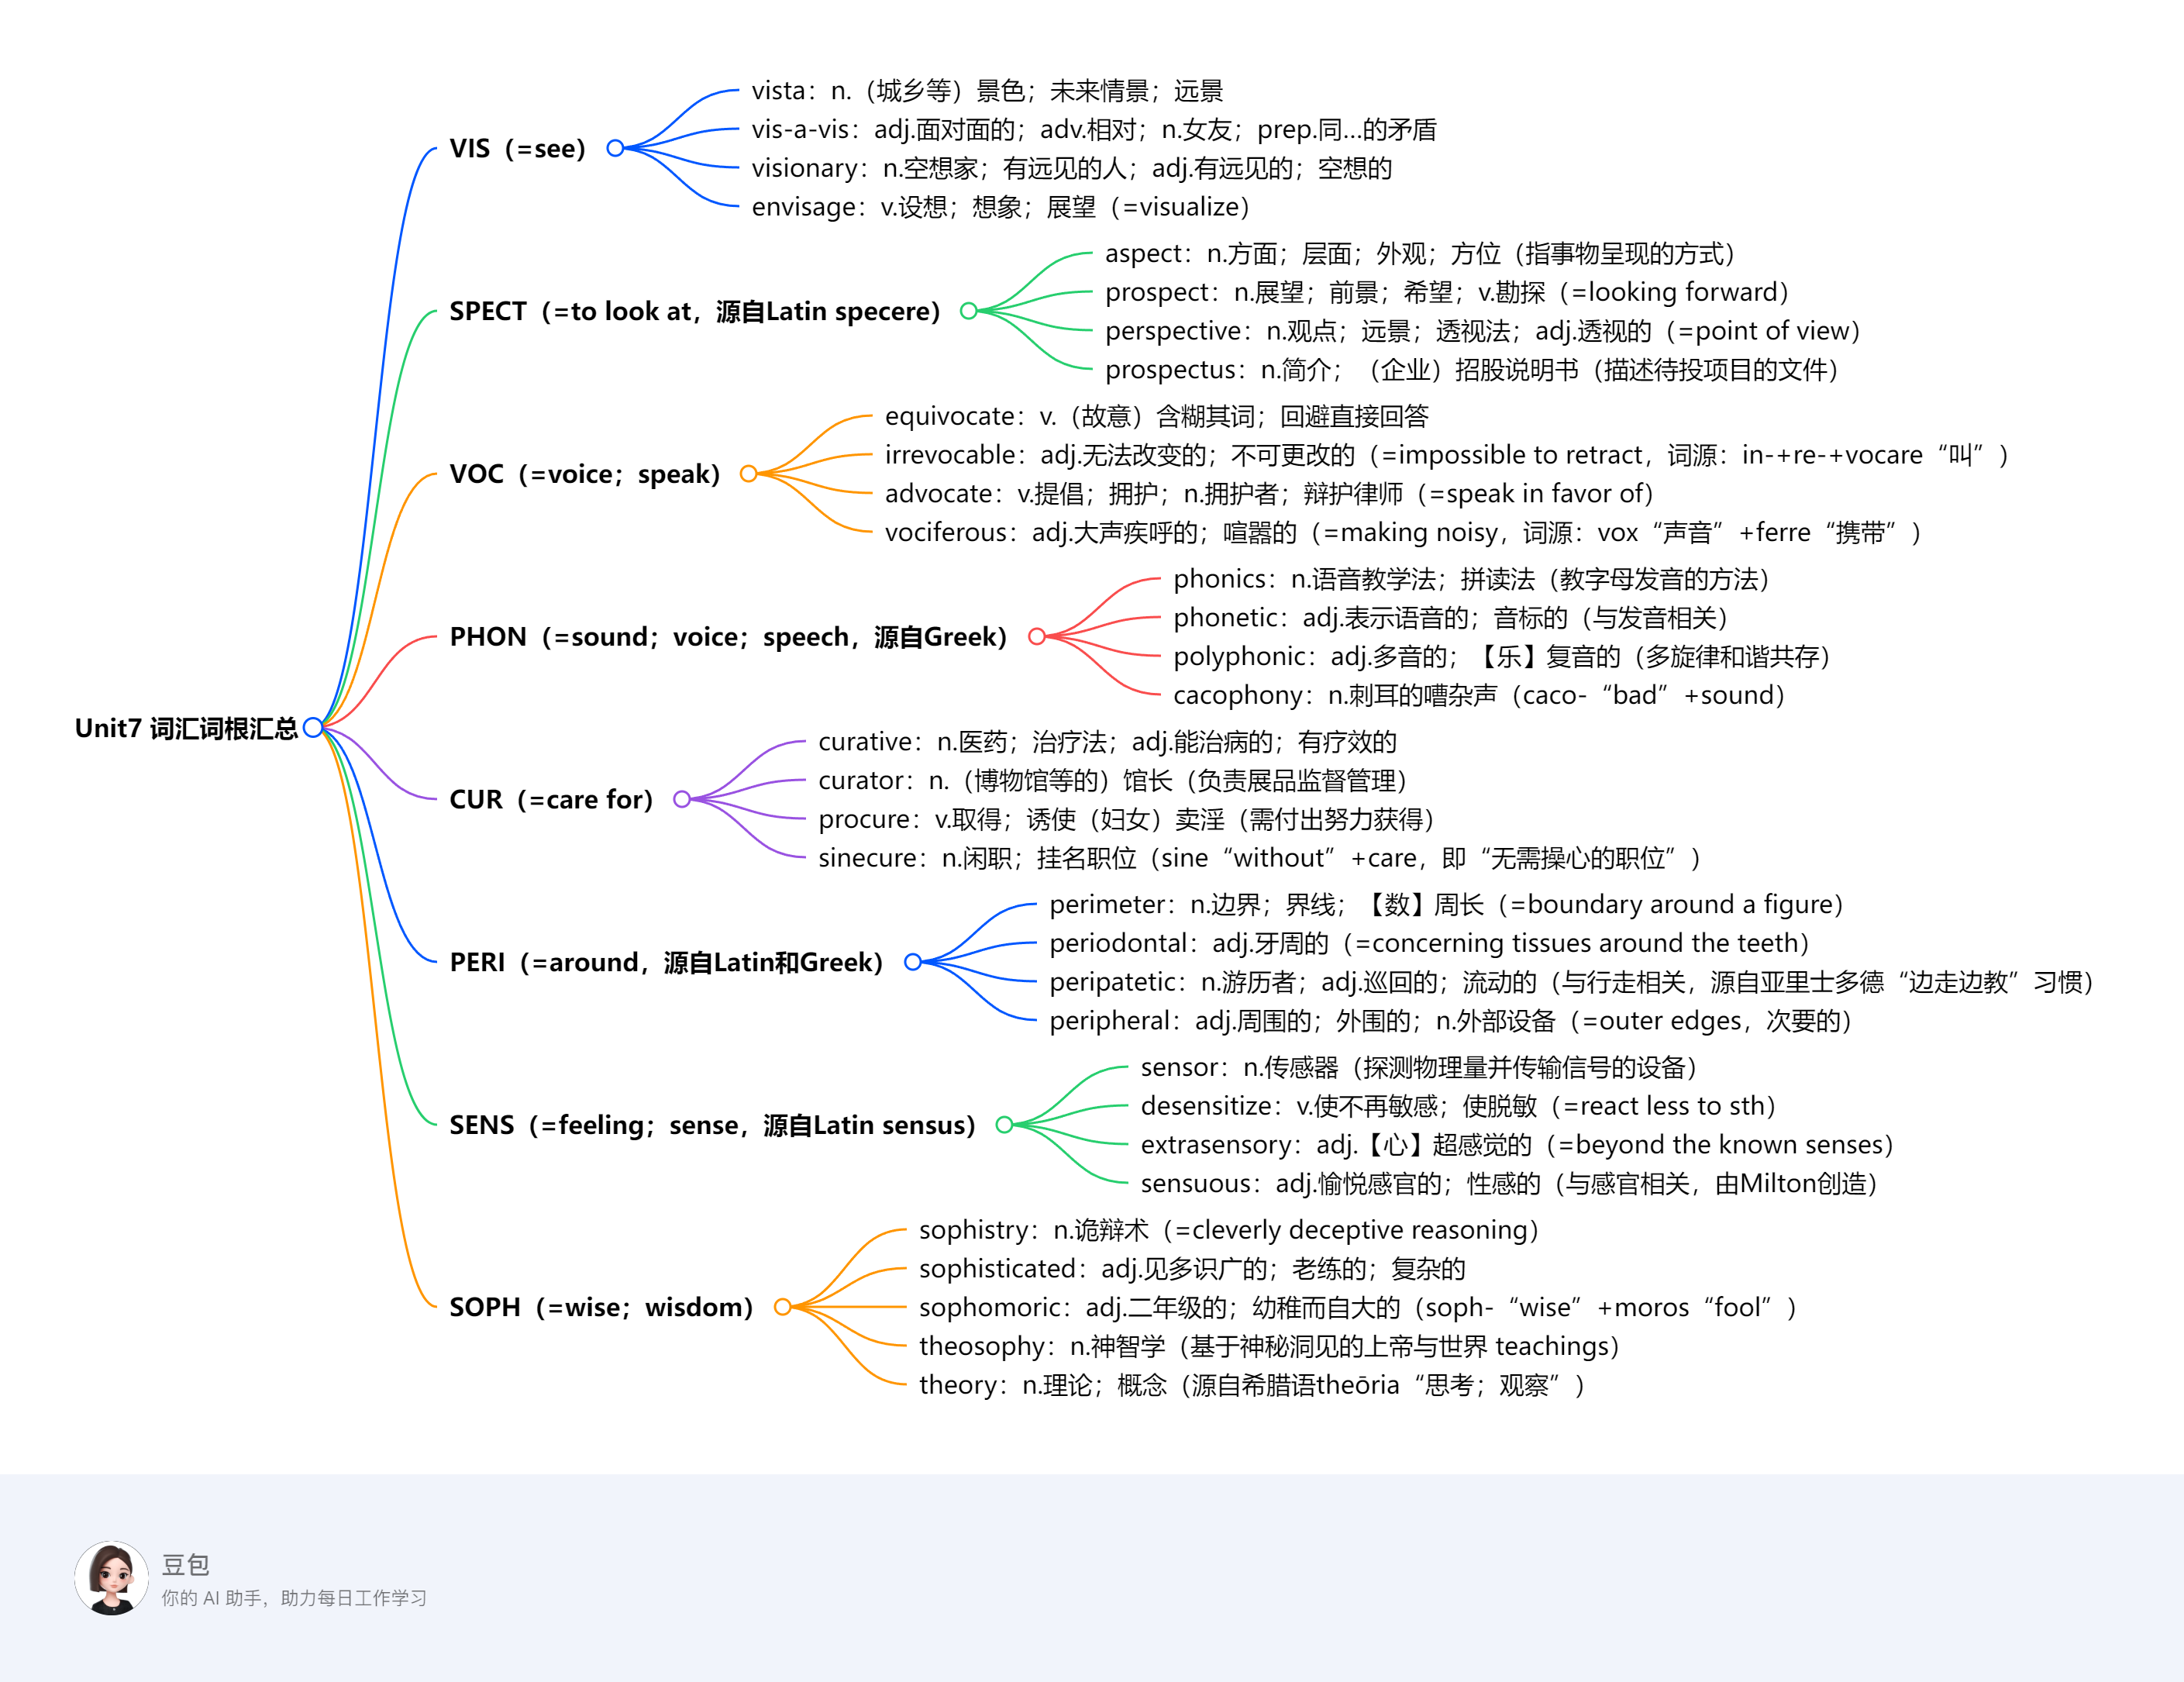 Unit7 词汇词根汇总
VIS（=see）
vista：n.（城乡等）景色；未来情景；远景
vis-a-vis：adj.面对面的；adv.相对；n.女友；prep.同...的矛盾
visionary：n.空想家；有远见的人；adj.有远见的；空想的
envisage：v.设想；想象；展望（=visualize）
SPECT（=to look at，源自Latin specere）
aspect：n.方面；层面；外观；方位（指事物呈现的方式）
prospect：n.展望；前景；希望；v.勘探（=looking forward）
perspective：n.观点；远景；透视法；adj.透视的（=point of view）
prospectus：n.简介；（企业）招股说明书（描述待投项目的文件）
VOC（=voice；speak）
equivocate：v.（故意）含糊其词；回避直接回答
irrevocable：adj.无法改变的；不可更改的（=impossible to retract，词源：in-+re-+vocare“叫”）
advocate：v.提倡；拥护；n.拥护者；辩护律师（=speak in favor of）
vociferous：adj.大声疾呼的；喧嚣的（=making noisy，词源：vox“声音”+ferre“携带”）
PHON（=sound；voice；speech，源自Greek）
phonics：n.语音教学法；拼读法（教字母发音的方法）
phonetic：adj.表示语音的；音标的（与发音相关）
polyphonic：adj.多音的；【乐】复音的（多旋律和谐共存）
cacophony：n.刺耳的嘈杂声（caco-“bad”+sound）
CUR（=care for）
curative：n.医药；治疗法；adj.能治病的；有疗效的
curator：n.（博物馆等的）馆长（负责展品监督管理）
procure：v.取得；诱使（妇女）卖淫（需付出努力获得）
sinecure：n.闲职；挂名职位（sine“without”+care，即“无需操心的职位”）
PERI（=around，源自Latin和Greek）
perimeter：n.边界；界线；【数】周长（=boundary around a figure）
periodontal：adj.牙周的（=concerning tissues around the teeth）
peripatetic：n.游历者；adj.巡回的；流动的（与行走相关，源自亚里士多德“边走边教”习惯）
peripheral：adj.周围的；外围的；n.外部设备（=outer edges，次要的）
SENS（=feeling；sense，源自Latin sensus）
sensor：n.传感器（探测物理量并传输信号的设备）
desensitize：v.使不再敏感；使脱敏（=react less to sth）
extrasensory：adj.【心】超感觉的（=beyond the known senses）
sensuous：adj.愉悦感官的；性感的（与感官相关，由Milton创造）
SOPH（=wise；wisdom）
sophistry：n.诡辩术（=cleverly deceptive reasoning）
sophisticated：adj.见多识广的；老练的；复杂的
sophomoric：adj.二年级的；幼稚而自大的（soph-“wise”+moros“fool”）
theosophy：n.神智学（基于神秘洞见的上帝与世界 teachings）
theory：n.理论；概念（源自希腊语theōria“思考；观察”）
豆包
你的 AI 助手，助力每日工作学习